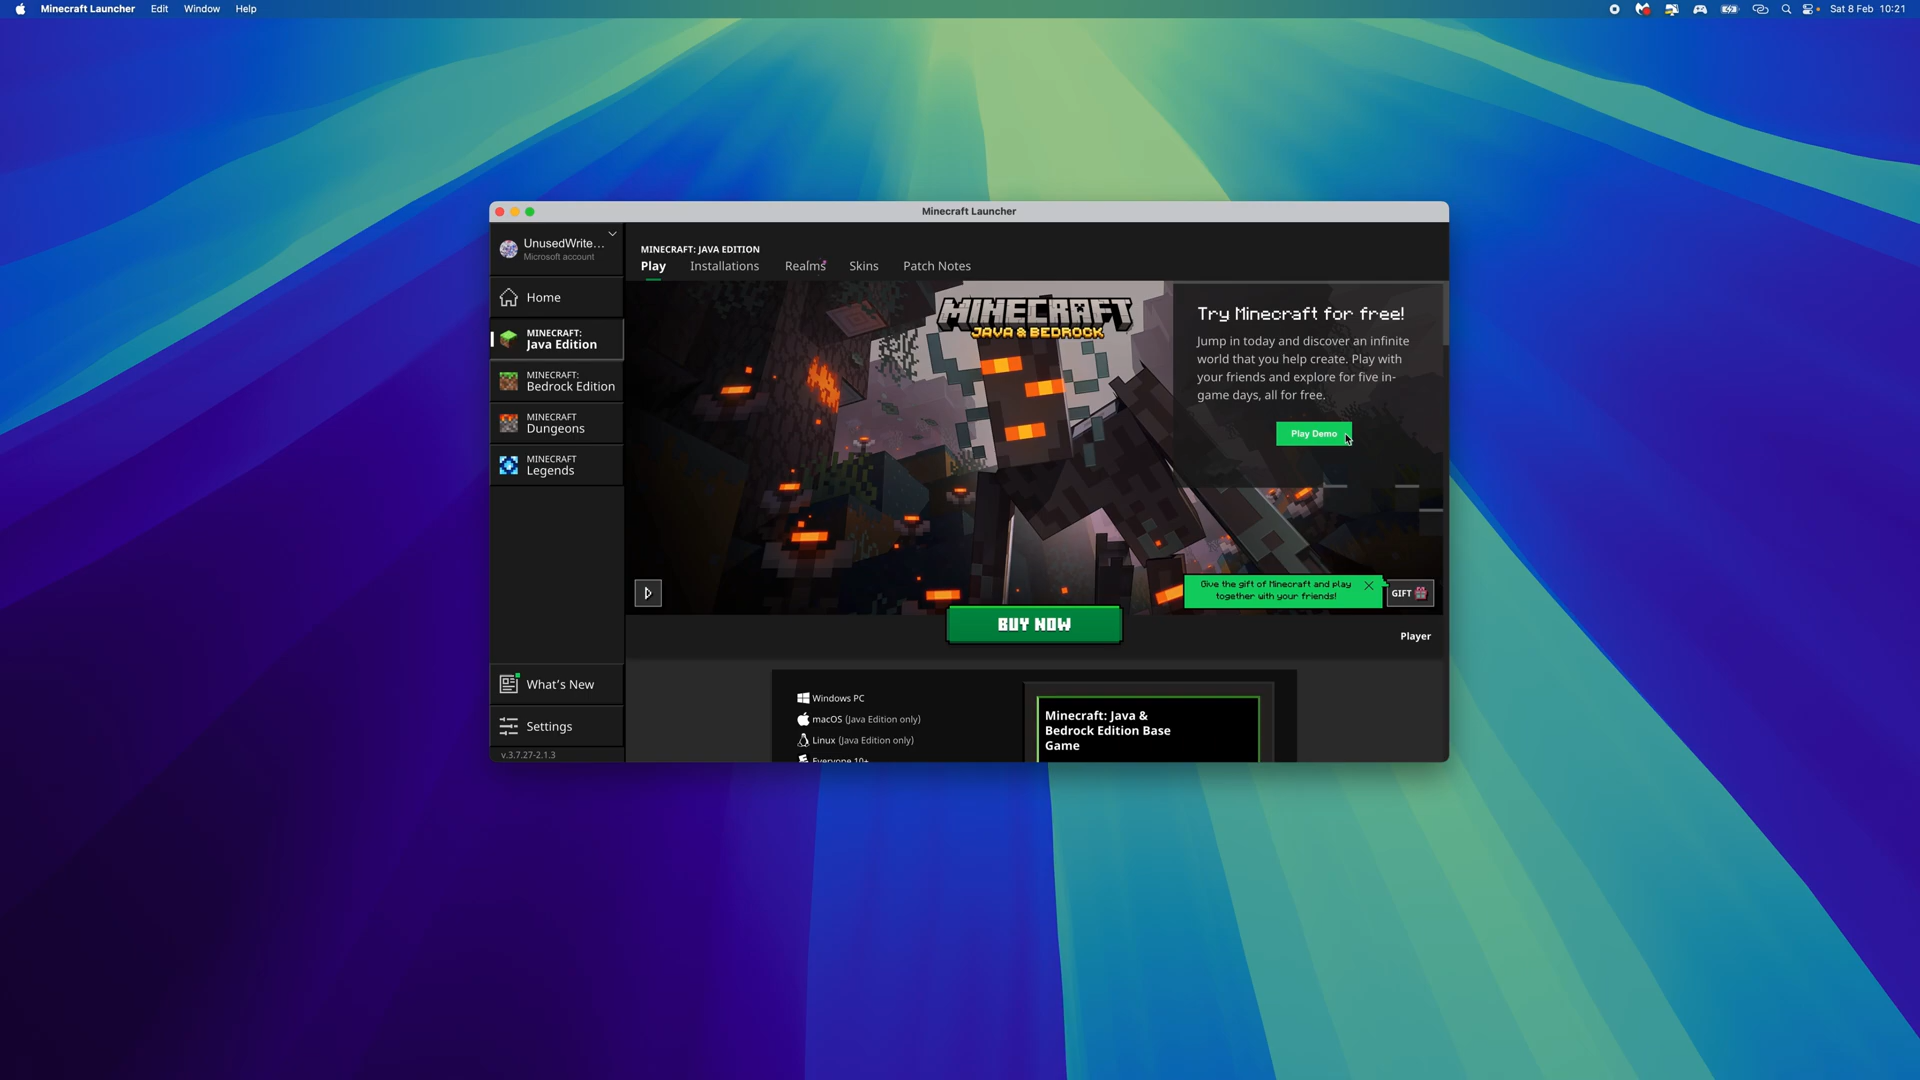 Minecraft Launcher Edit Window Help
Sat 8 Feb 10:21
Minecraft Launcher
UnusedWrite...
Microsoft account
Home
MINECRAFT:
Java Edition
MINECRAFT:
Bedrock Edition
MINECRAFT
Dungeons
MINECRAFT
Legends
What's New
Settings
v.3.7.27-2.1.3
MINECRAFT: JAVA EDITION
Play Installations Realms Skins Patch Notes
MINECRAFT
JAVA & BEDROCK
Try Minecraft for free!
Jump in today and discover an infinite
world that you help create. Play with
your friends and explore for five in-
game days, all for free.
Play Demo
Give the gift of Minecraft and play
together with your friends!
GIFT
BUY NOW
Player
Windows PC
macOS (Java Edition only)
Linux (Java Edition only)
Everyone 10+
Minecraft: Java &
Bedrock Edition Base
Game